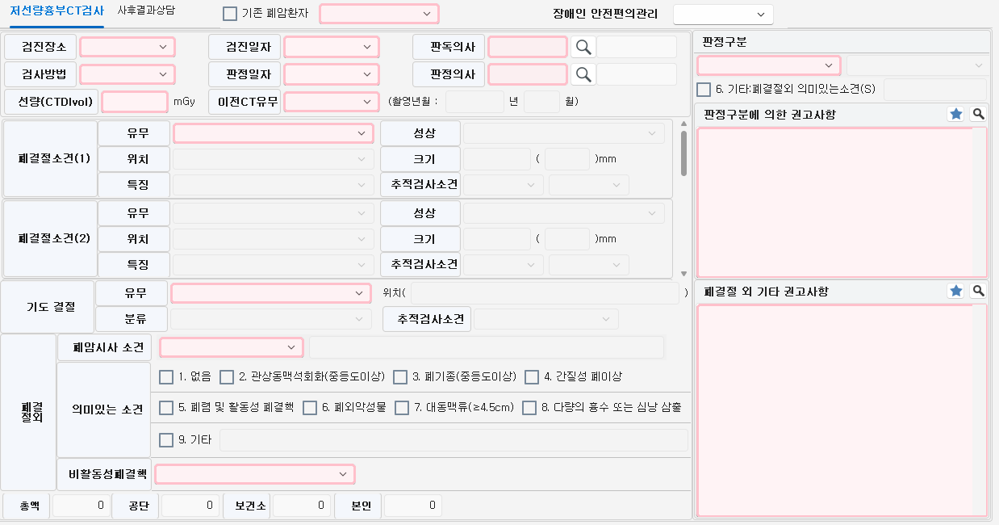 저선량흉부CT검사 사후결과상담 기존 폐암환자 장애인 안전편의관리
검진장소 검진일자 판독의사
검사방법 판정일자 판정의사
선량(CTDIvol) mGy 이전CT유무 (촬영년월 : 년 월)
폐결절소견(1)
유무 성상
위치 크기 ( )mm
특징 추적검사소견
폐결절소견(2)
유무 성상
위치 크기 ( )mm
특징 추적검사소견
기도 결절
유무 위치( )
분류 추적검사소견
폐결절외
폐암시사 소견
의미있는 소견
1. 없음 2. 관상동맥석회화(중등도이상) 3. 폐기종(중등도이상) 4. 간질성 폐이상
5. 폐렴 및 활동성 폐결핵 6. 폐외악성물 7. 대동맥류(≥4.5cm) 8. 다량의 흉수 또는 심낭 삼출
9. 기타
비활동성폐결핵
총액 0 공단 0 보건소 0 본인 0
판정구분
6. 기타:폐결절외 의미있는소견(S)
판정구분에 의한 권고사항
폐결절 외 기타 권고사항